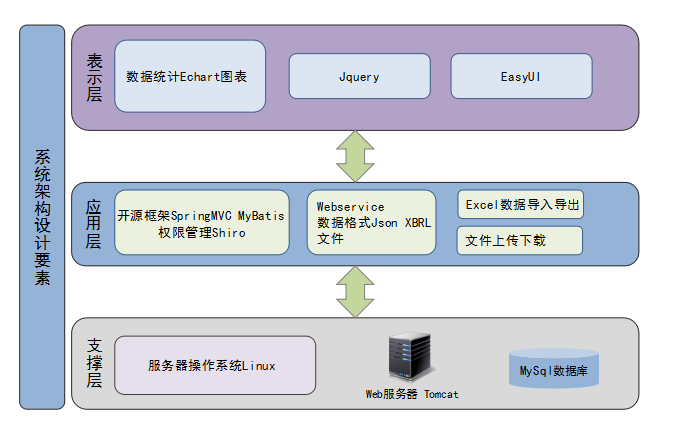 系统架构设计要素
表示层
数据统计Echart图表
Jquery
EasyUI
应用层
开源框架SpringMVC MyBatis
权限管理Shiro
Webservice
数据格式Json XBRL
文件
Excel数据导入导出
文件上传下载
支撑层
服务器操作系统Linux
Web服务器 Tomcat
MySql数据库